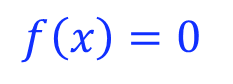 f(x) = 0